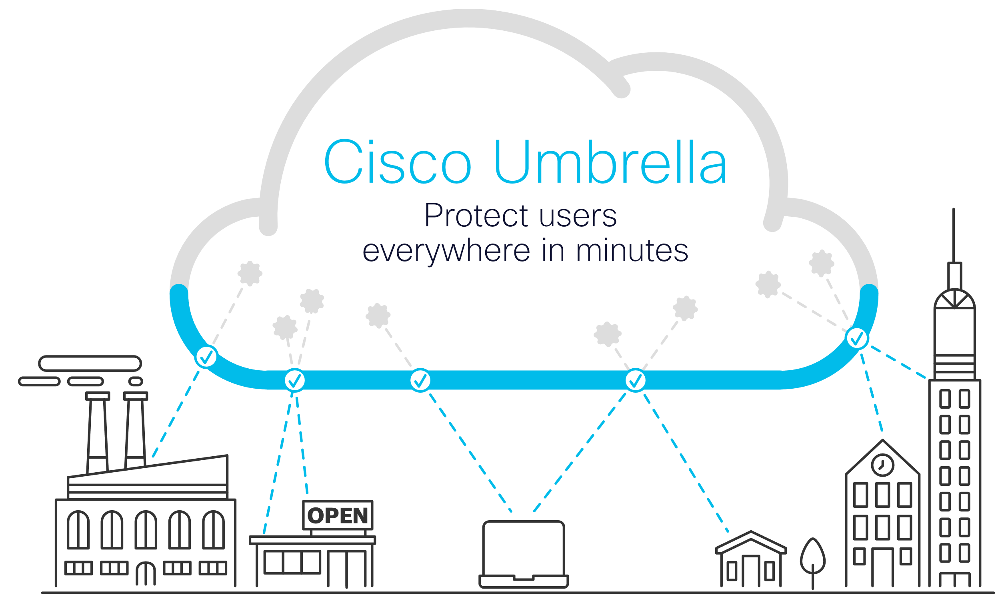 Cisco Umbrella
Protect users
everywhere in minutes
OPEN